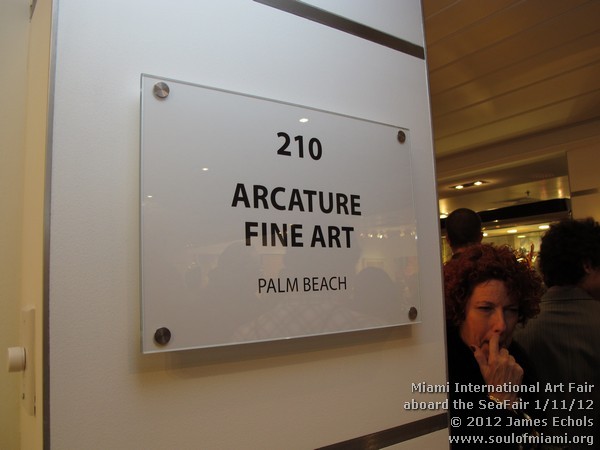 210
ARCATURE
FINE ART
PALM BEACH
Miami International Art Fair
aboard the SeaFair 1/11/12
© 2012 James Echols
www.soulofmiami.org